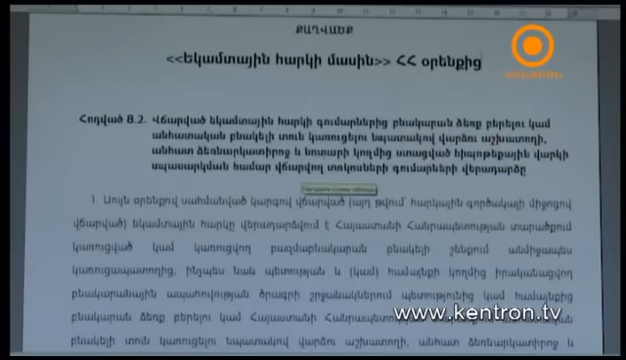 ՔԱՂՎԱԾՔ
<<Եկամտային հարկի մասին>> ՀՀ օրենքից
Հոդված 8.2. Վճարված եկամտային հարկի գումարներից բնակարան ձեռք բերելու կամ
անհատական բնակելի տուն կառուցելու նպատակով վարձու աշխատողի,
անհատ ձեռնարկատիրոջ և նոտարի կողմից ստացված հիպոթեքային վարկի
սպասարկման համար վճարվող տոկոսների գումարների վերադարձը
1. Սույն օրենքով սահմանված կարգով վճարված (այդ թվում՝ հարկային գործակալի միջոցով
վճարված) եկամտային հարկը վերադարձվում է Հայաստանի Հանրապետության տարածքում
կառուցված կամ կառուցվող բազմաբնակարան բնակելի շենքում անմիջապես
կառուցապատողից, ինչպես նաև պետության և (կամ) համայնքի կողմից իրականացվող
բնակարանային ապահովության ծրագրի շրջանակներում պետությունից կամ համայնքից
բնակարան ձեռք բերելու կամ Հայաստանի Հանրապետության
բնակելի տուն կառուցելու նպատակով վարձու աշխատողի, անհատ ձեռնարկատիրոջ և
www.kentron.tv